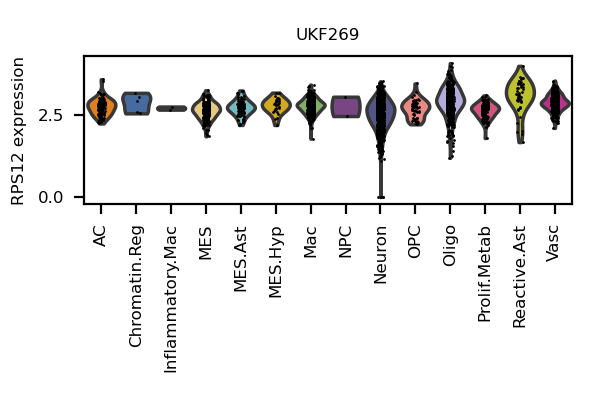 UKF269
RPS12 expression
2.5
0.0
AC
Chromatin.Reg
Inflammatory.Mac
MES
MES.Ast
MES.Hyp
Mac
NPC
Neuron
OPC
Oligo
Prolif.Metab
Reactive.Ast
Vasc